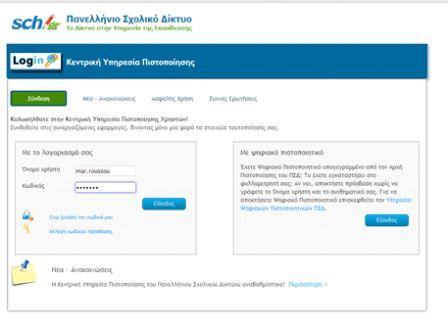 sch.gr
Πανελλήνιο Σχολικό Δίκτυο
Το Δίκτυο στην Υπηρεσία της Εκπαίδευσης
Login
Κεντρική Υπηρεσία Πιστοποίησης
Σύνδεση
Νέα - Ανακοινώσεις
Ασφαλής Χρήση
Συχνές Ερωτήσεις
Καλωσήλθατε στην Κεντρική Υπηρεσία Πιστοποίησης Χρηστών!
Συνδεθείτε στις συνεργαζόμενες εφαρμογές, δίνοντας μόνο μία φορά τα στοιχεία ταυτοποίησής σας.
Με το λογαριασμό σας
Όνομα χρήστη
mar.roussou
Κωδικός
•••••••
Είσοδος
Έχω ξεχάσει τον κωδικό μου
Αλλαγή κωδικού πρόσβασης
Με ψηφιακό πιστοποιητικό
Έχετε Ψηφιακό Πιστοποιητικό υπογεγραμμένο από την Αρχή
Πιστοποίησης του ΠΣΔ; Το έχετε εγκαταστήσει στο
φυλλομετρητή σας; Αν ναι, αποκτήστε πρόσβαση χωρίς να
γράφετε το Όνομα χρήστη και το συνθηματικό σας. Για να
αποκτήσετε Ψηφιακό Πιστοποιητικό επισκεφθείτε την Υπηρεσία
Ψηφιακών Πιστοποιητικών ΠΣΔ.
Είσοδος
Νέα - Ανακοινώσεις
Η Κεντρική Υπηρεσία Πιστοποίησης του Πανελλήνιου Σχολικού Δικτύου αναβαθμίστηκε! Περισσότερα >